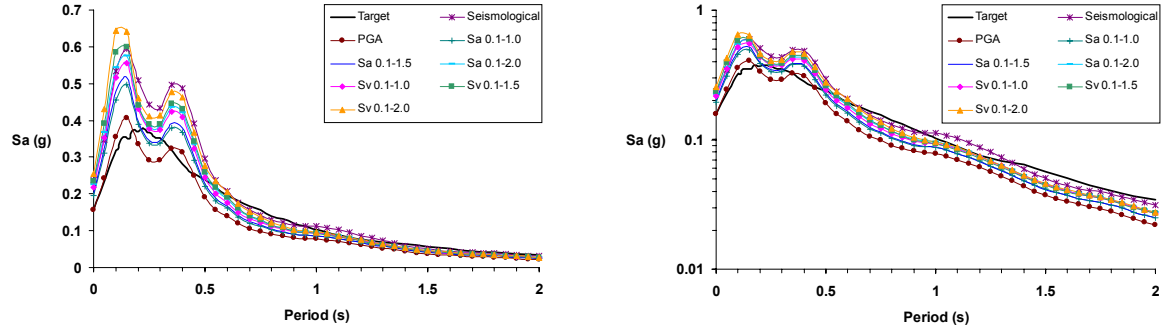 0.7
0.6
0.5
0.4
0.3
0.2
0.1
0
Sa (g)
0 0.5 1 1.5 2
Period (s)
Target Seismological
PGA Sa 0.1-1.0
Sa 0.1-1.5 Sa 0.1-2.0
Sv 0.1-1.0 Sv 0.1-1.5
Sv 0.1-2.0
1
0.1
0.01
Sa (g)
0 0.5 1 1.5 2
Period (s)
Target Seismological
PGA Sa 0.1-1.0
Sa 0.1-1.5 Sa 0.1-2.0
Sv 0.1-1.0 Sv 0.1-1.5
Sv 0.1-2.0